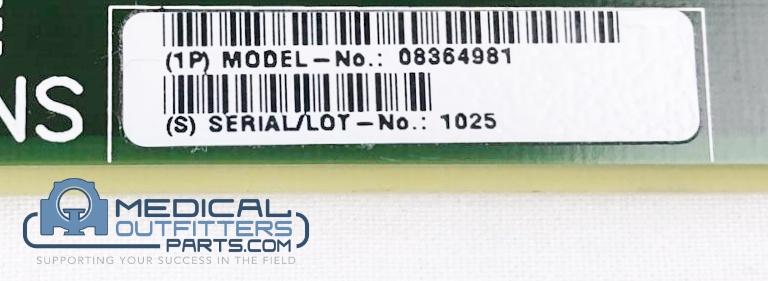 (1P) MODEL-No.: 08364981
(S) SERIAL/LOT-No.: 1025
NS
MEDICAL
OUTFITTERS
PARTS.COM
SUPPORTING YOUR SUCCESS IN THE FIELD